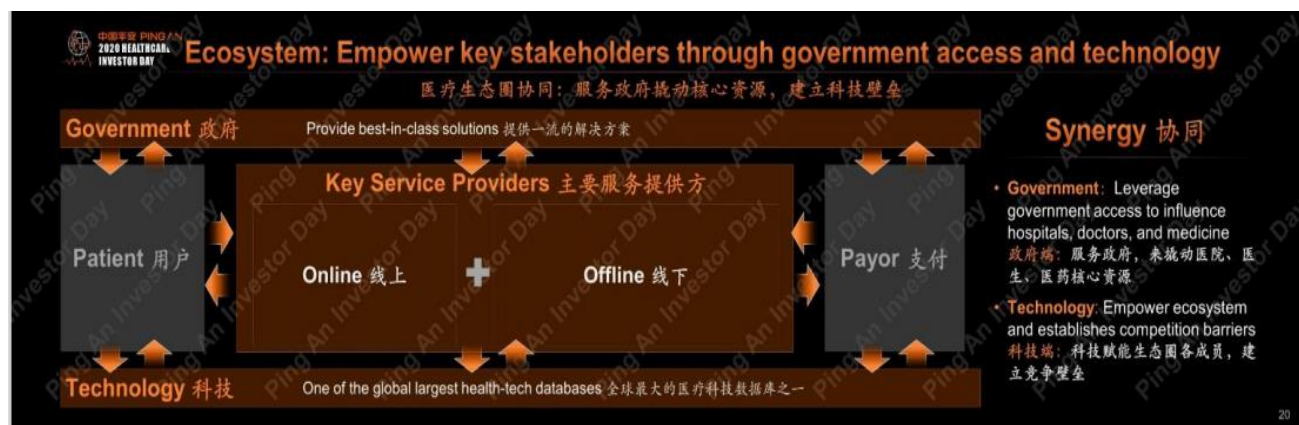 中国平安 PING AN
2020 HEALTHCARE
INVESTOR DAY
Ecosystem: Empower key stakeholders through government access and technology
医疗生态圈协同：服务政府撬动核心资源，建立科技壁垒
Government 政府
Provide best-in-class solutions 提供一流的解决方案
Key Service Providers 主要服务提供方
Patient 用户
Online 线上
+
Offline 线下
Payor 支付
Technology 科技
One of the global largest health-tech databases 全球最大的医疗科技数据库之一
Synergy 协同
• Government: Leverage
government access to influence
hospitals, doctors, and medicine
政府端：服务政府，来撬动医院、医
生、医药核心资源
• Technology: Empower ecosystem
and establishes competition barriers
科技端：科技赋能生态圈各成员，建
立竞争壁垒
20
Ping An Investor Day